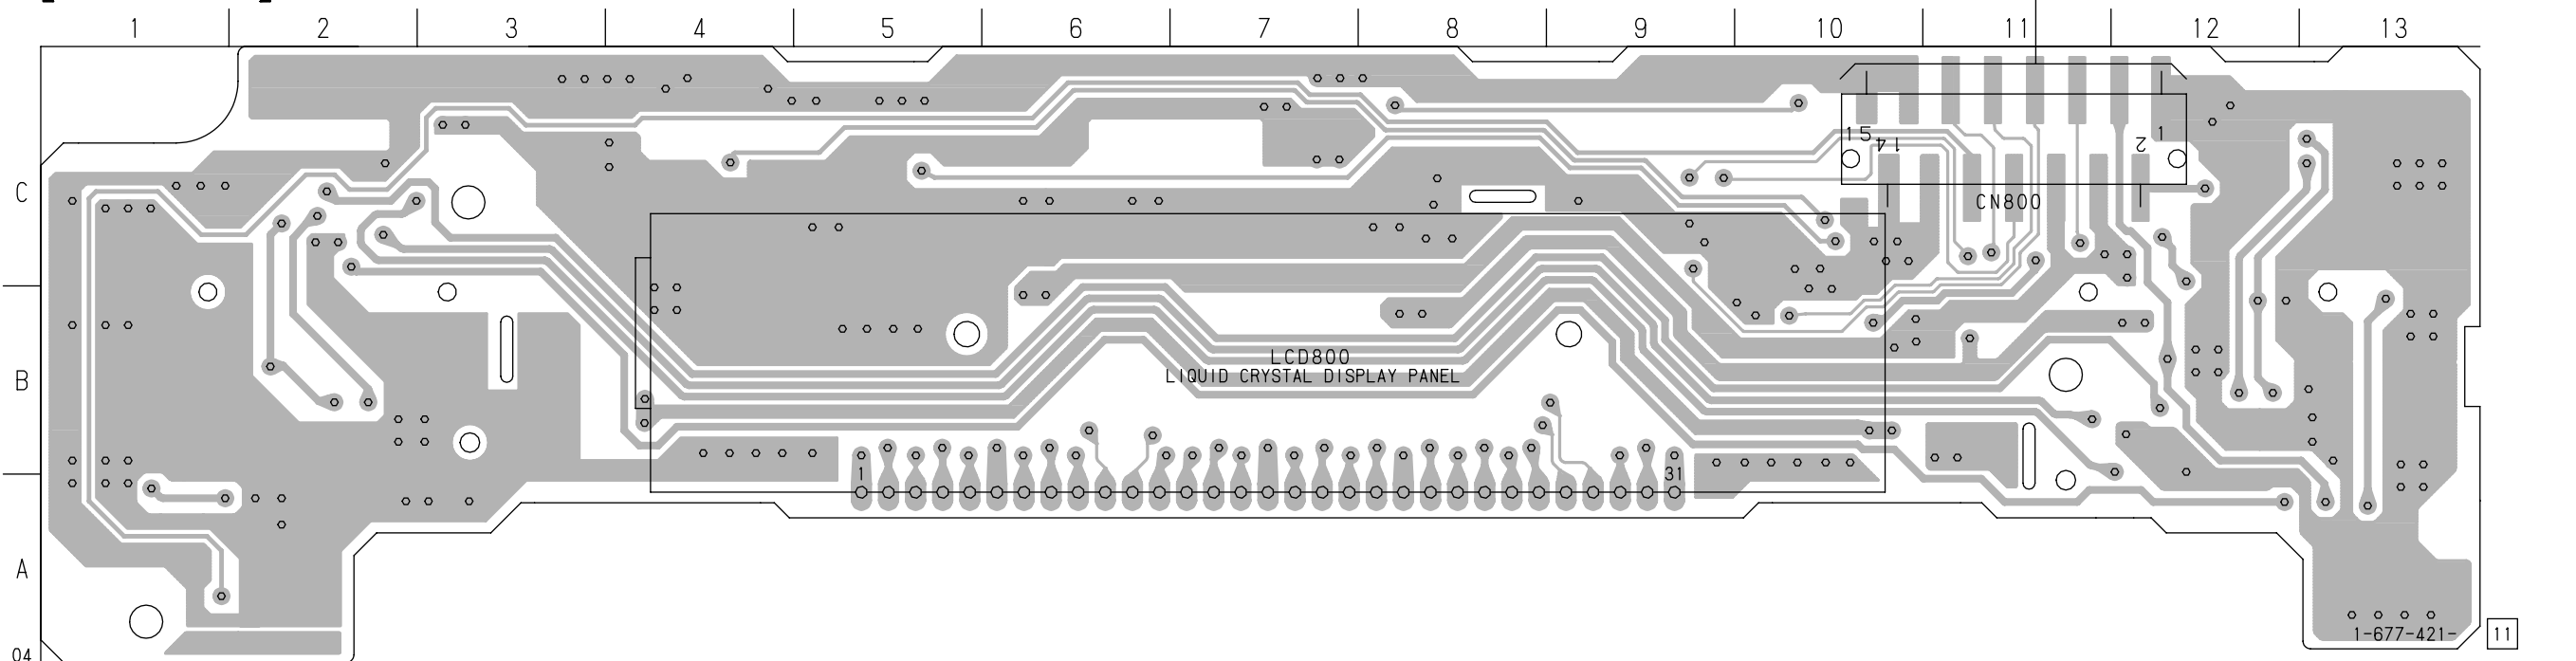 1 2 3 4 5 6 7 8 9 10 11 12 13
15 1
14 2
C
CN800
LCD800
B
LIQUID CRYSTAL DISPLAY PANEL
1 31
A
1-677-421- 11
04